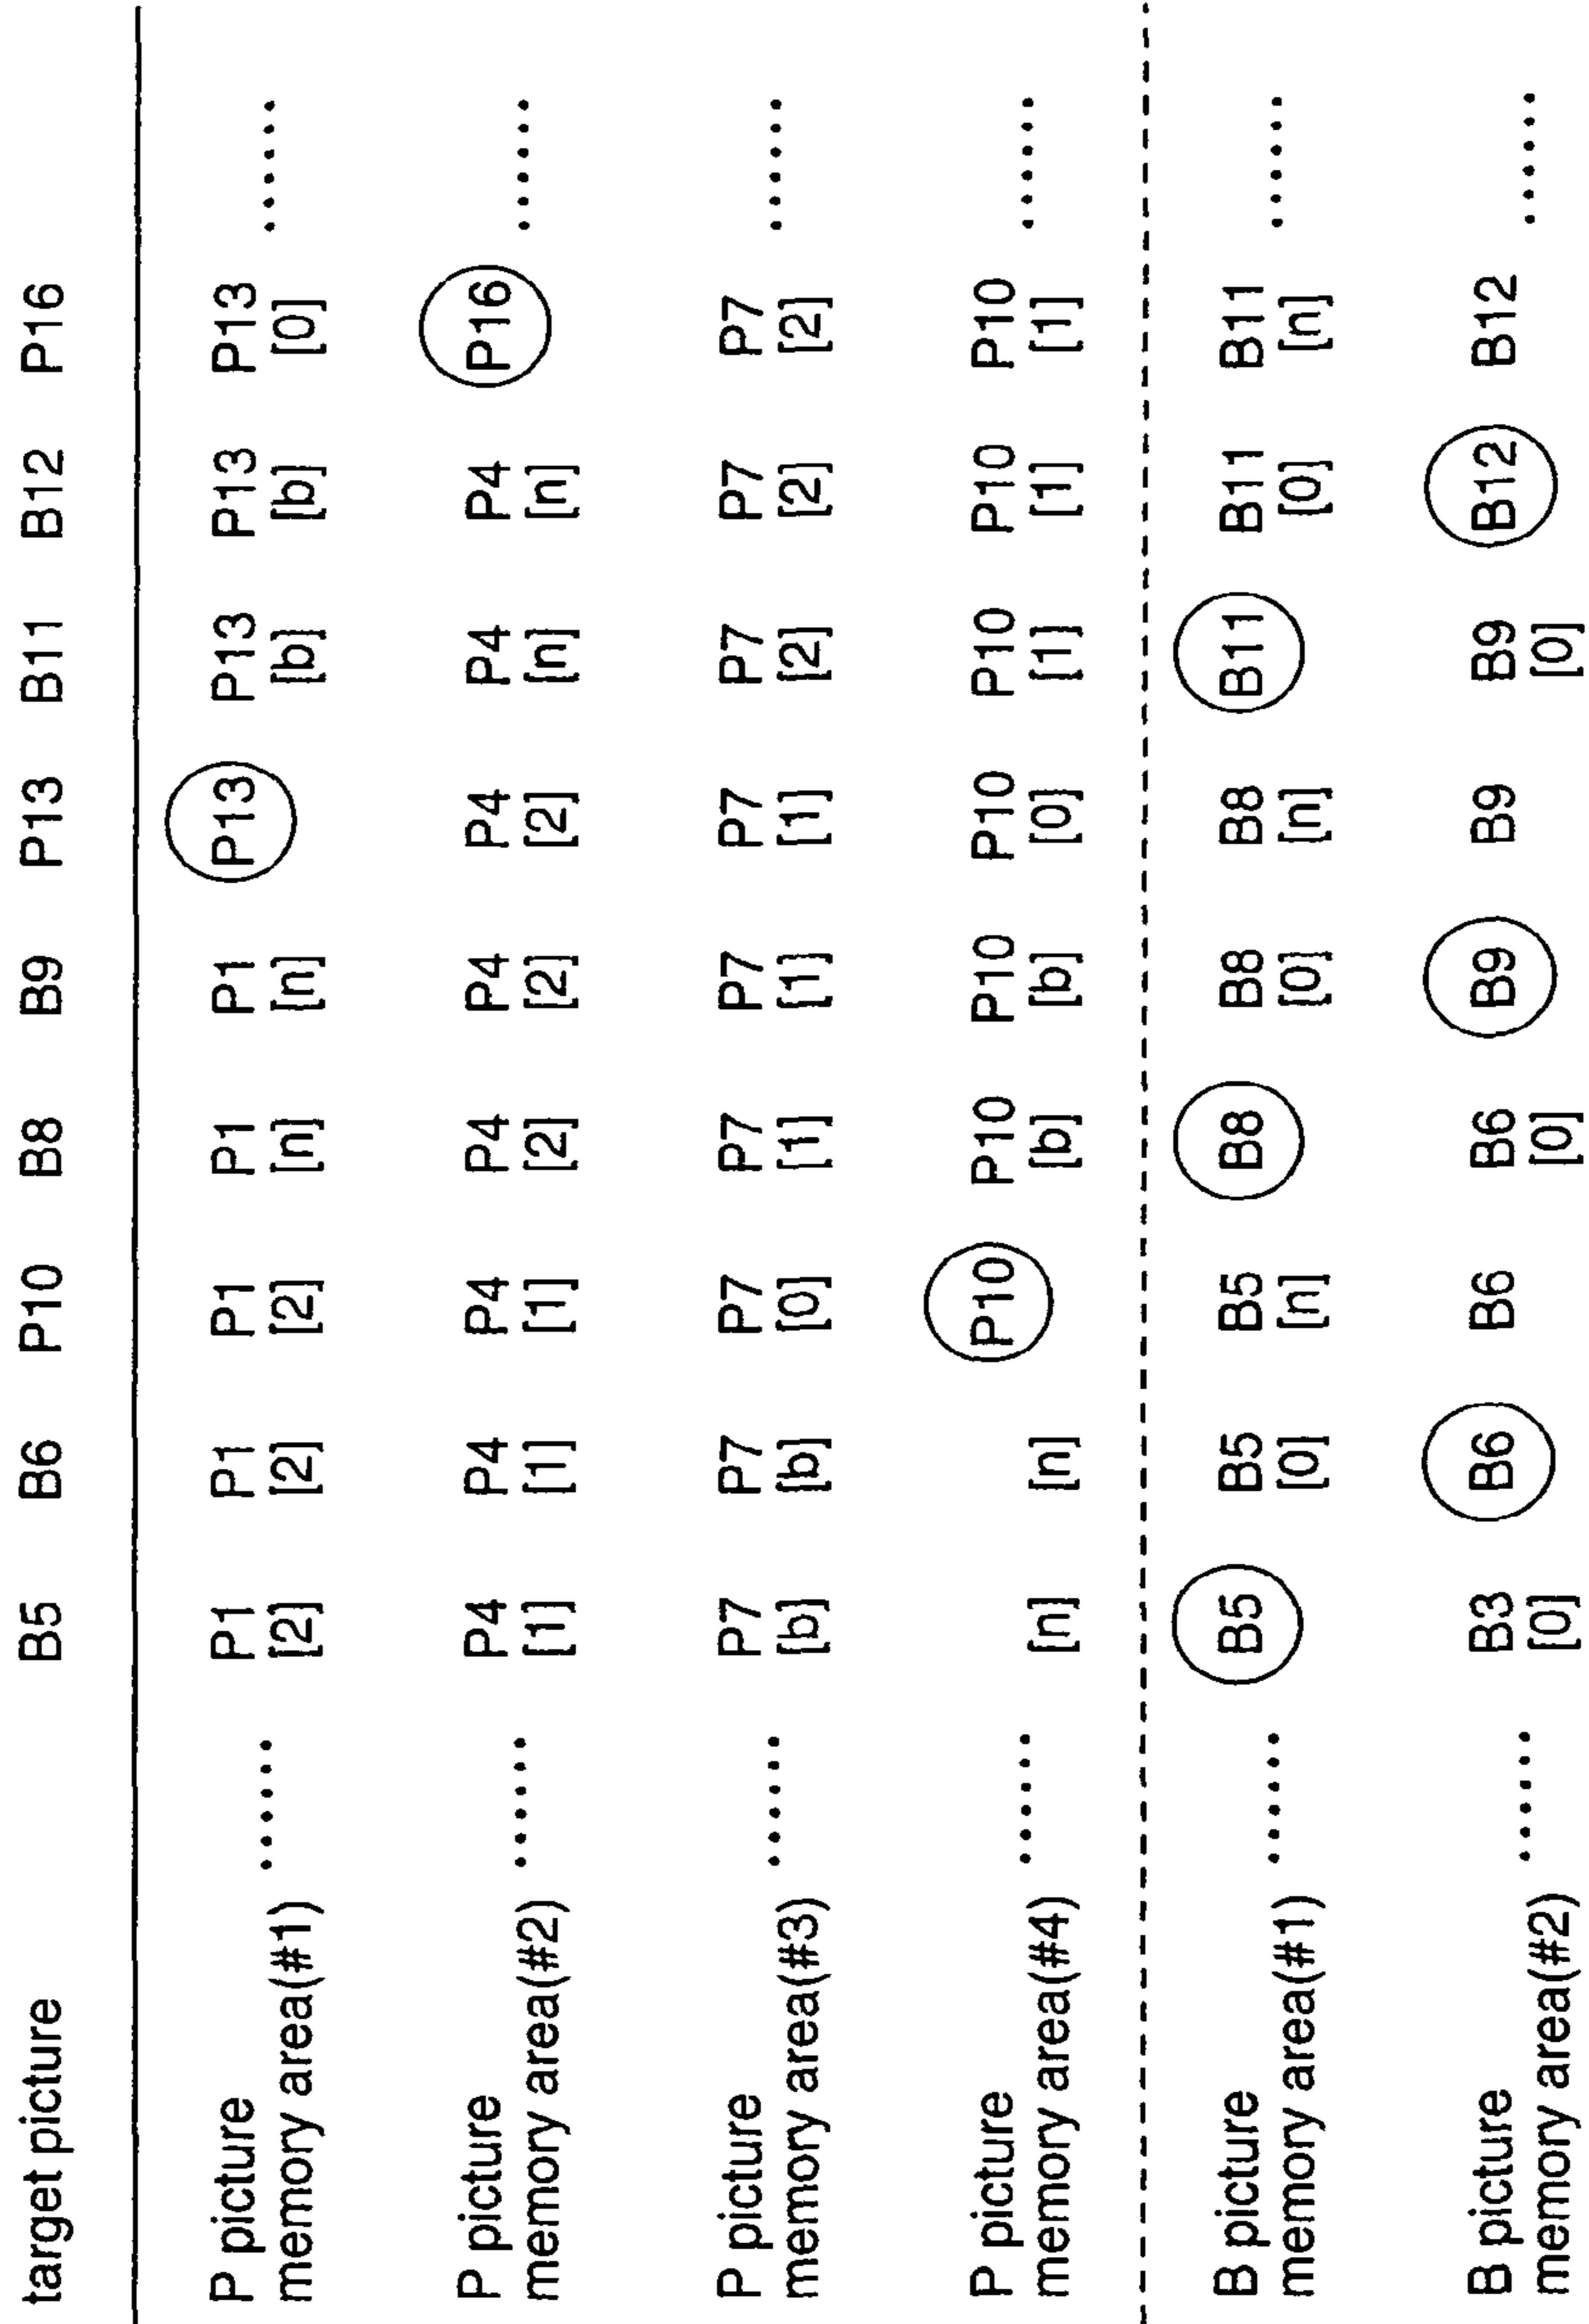 target picture B5 B6 P10 B8 B9 P13 B11 B12 P16
P picture ...... P1 P1 P1 P1 P1 P13 P13 P13 P13 ......
memory area(#1) [2] [2] [2] [n] [n] [b] [b] [0]
P picture ...... P4 P4 P4 P4 P4 P4 P4 P4 P16 ......
memory area(#2) [1] [1] [1] [2] [2] [2] [n] [n]
P picture ...... P7 P7 P7 P7 P7 P7 P7 P7 P7 ......
memory area(#3) [b] [b] [0] [1] [1] [1] [2] [2] [2]
P picture ...... P10 P10 P10 P10 P10 P10 P10 ......
memory area(#4) [n] [n] [b] [b] [0] [1] [1] [1]
B picture ...... B5 B5 B5 B8 B8 B8 B11 B11 B11 ......
memory area(#1) [0] [n] [0] [n] [0] [n]
B picture ...... B3 B6 B6 B6 B9 B9 B9 B12 B12 ......
memory area(#2) [0] [0] [0]